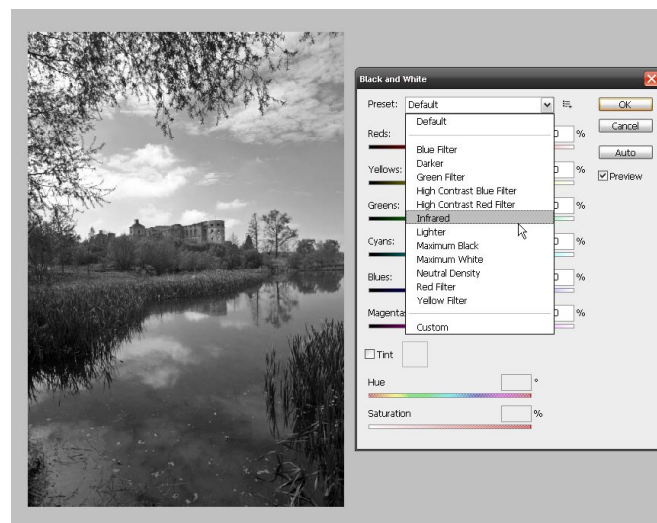 Black and White
Preset: Default
OK
Default
Cancel
Reds: %
Auto
Blue Filter
Darker
Preview
Yellows: %
Green Filter
High Contrast Blue Filter
High Contrast Red Filter
Greens: %
Infrared
Lighter
Cyans: %
Maximum Black
Maximum White
Neutral Density
Blues: %
Red Filter
Yellow Filter
Custom
Tint
Hue °
Saturation %